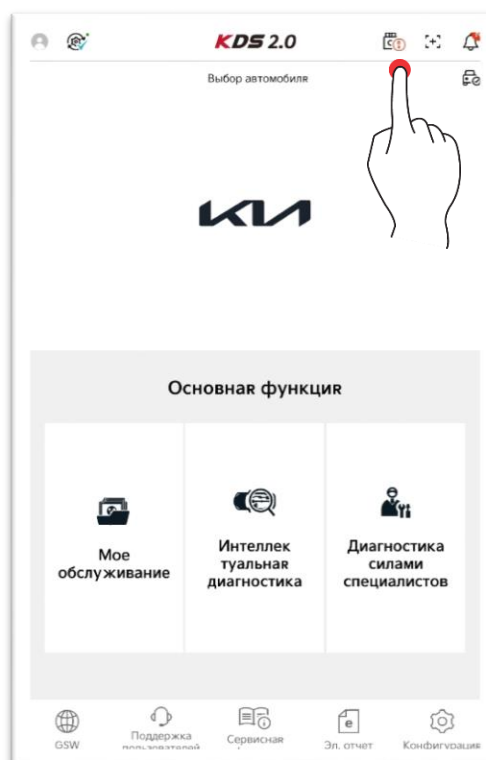 KDS 2.0
Выбор автомобиля
KIA
Основная функция
Мое
обслуживание
Интеллек
туальная
диагностика
Диагностика
силами
специалистов
GSW
Поддержка
пользователей
Сервисная
Эл. отчет
Конфигурация